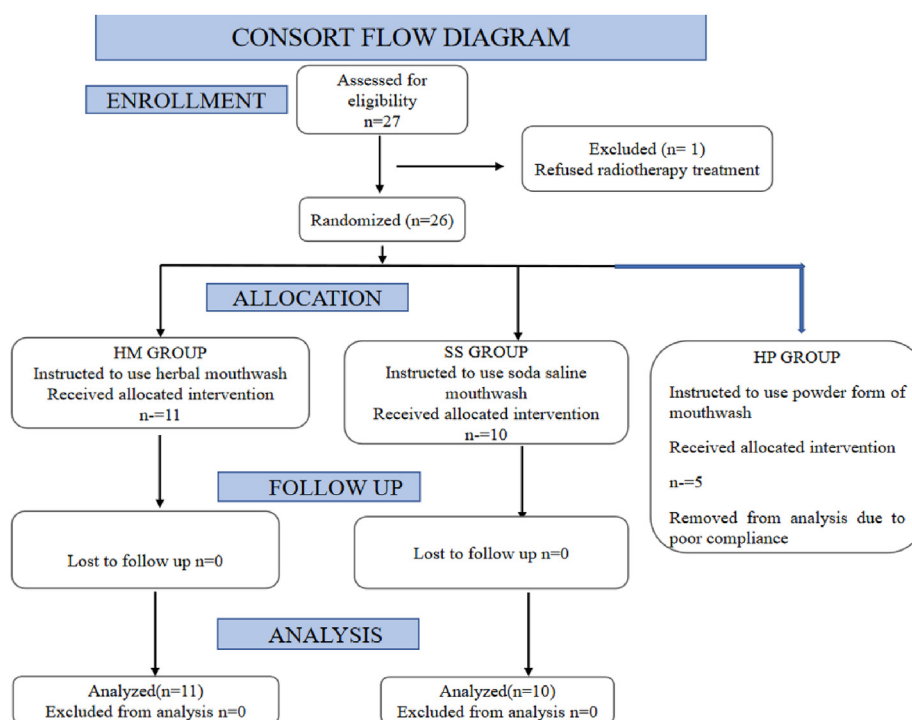 CONSORT FLOW DIAGRAM
ENROLLMENT
Assessed for
eligibility
n=27
Excluded (n= 1)
Refused radiotherapy treatment
Randomized (n=26)
ALLOCATION
HM GROUP
Instructed to use herbal mouthwash
Received allocated intervention
n-=11
SS GROUP
Instructed to use soda saline
mouthwash
Received allocated intervention
n-=10
HP GROUP
Instructed to use powder form of
mouthwash
Received allocated intervention
n-=5
Removed from analysis due to
poor compliance
FOLLOW UP
Lost to follow up n=0
Lost to follow up n=0
ANALYSIS
Analyzed(n=11)
Excluded from analysis n=0
Analyzed(n=10)
Excluded from analysis n=0